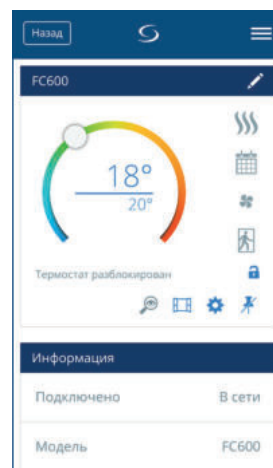 Назад
FC600
18°
20°
Термостат разблокирован
Информация
Подключено В сети
Модель FC600